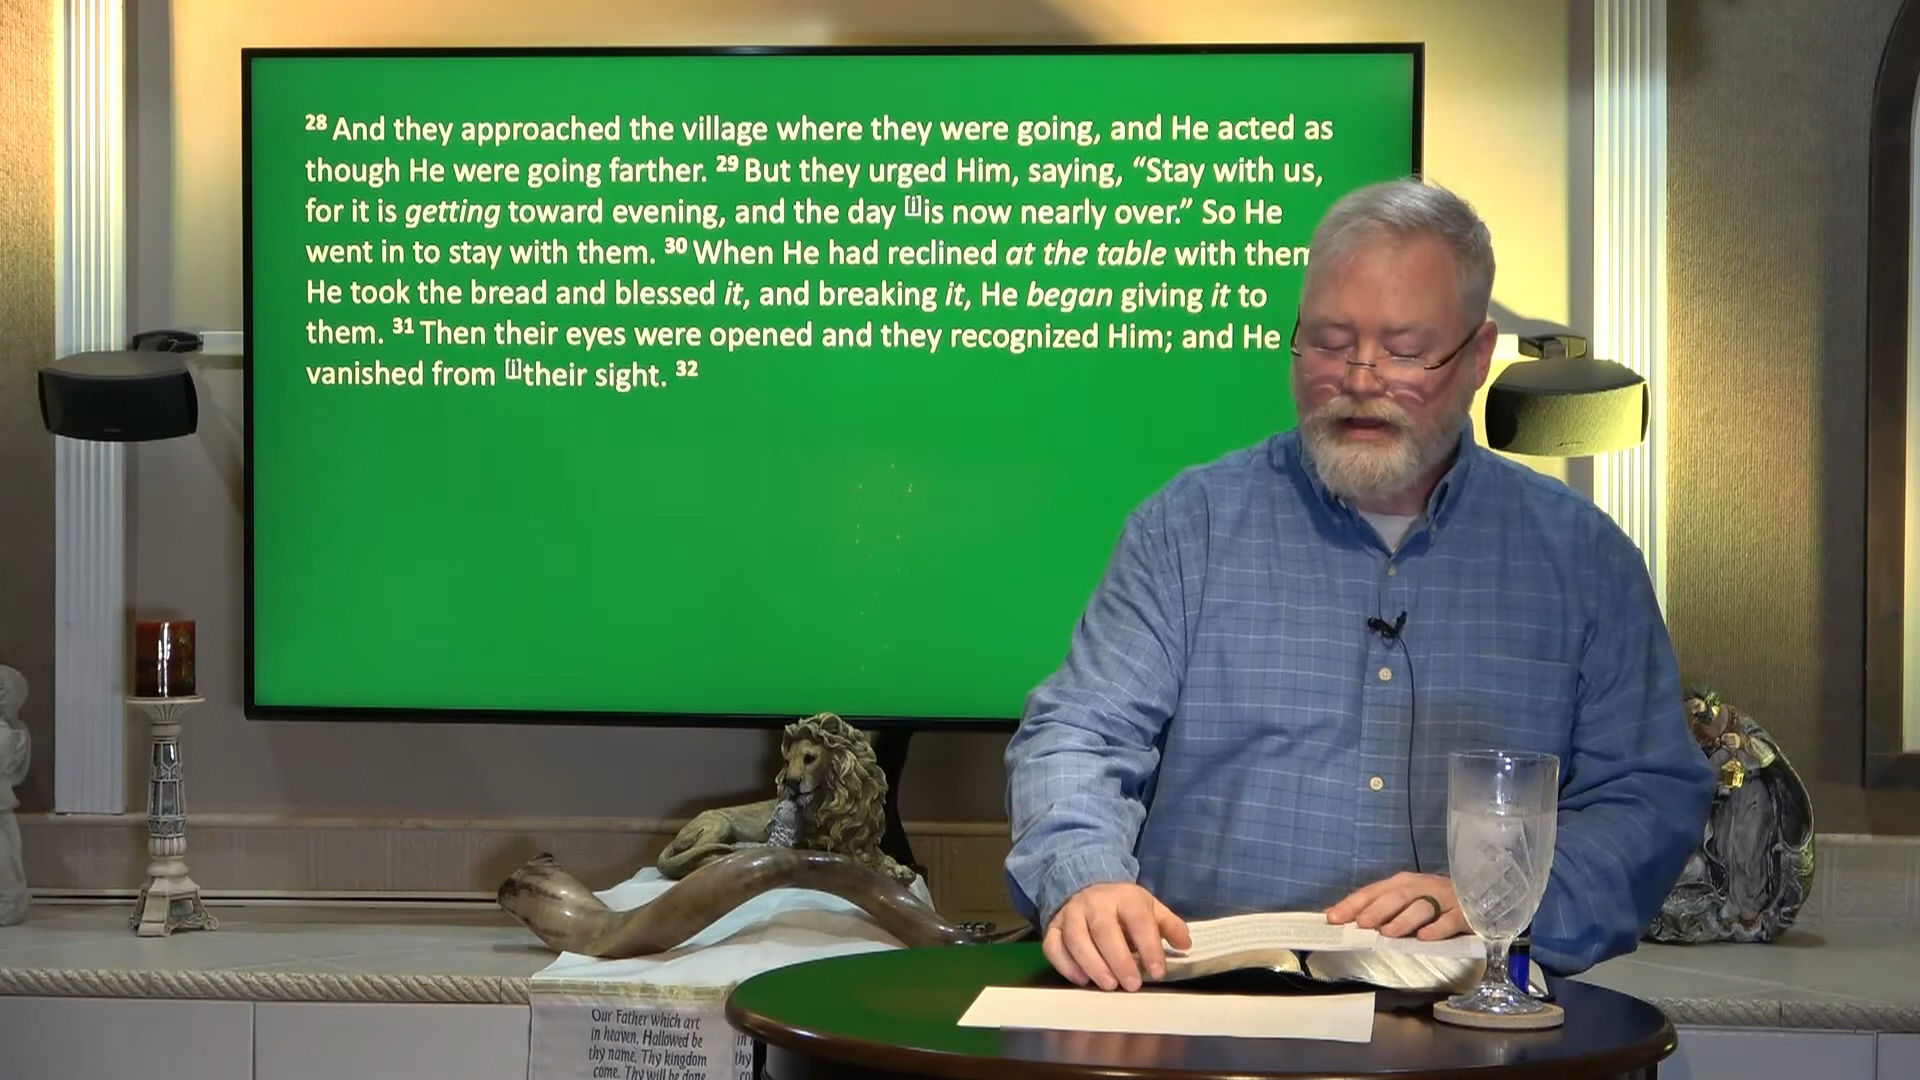 28 And they approached the village where they were going, and He acted as
though He were going farther. 29 But they urged Him, saying, “Stay with us,
for it is getting toward evening, and the day [i]is now nearly over.” So He
went in to stay with them. 30 When He had reclined at the table with them
He took the bread and blessed it, and breaking it, He began giving it to
them. 31 Then their eyes were opened and they recognized Him; and He
vanished from [j]their sight. 32
Our Father which art
in heaven, Hallowed be
thy name. Thy kingdom
come. Thy will be done